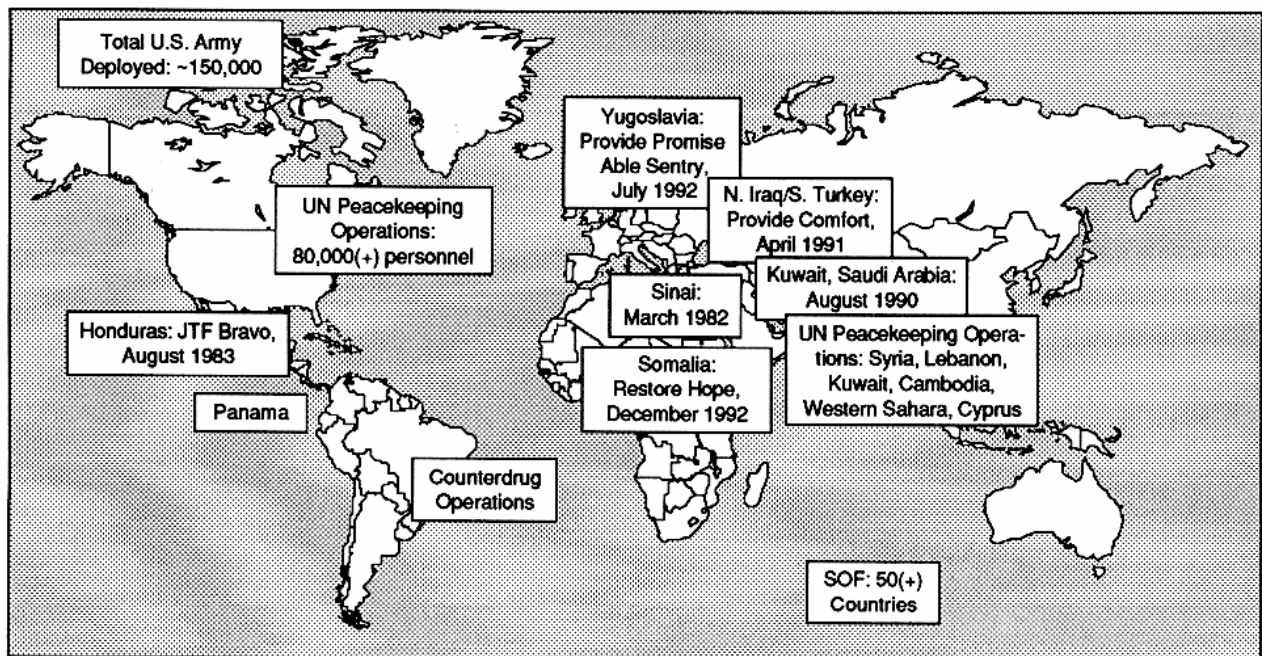 Total U.S. Army
Deployed: ~150,000
Yugoslavia:
Provide Promise
Able Sentry,
July 1992
UN Peacekeeping
Operations:
80,000(+) personnel
N. Iraq/S. Turkey:
Provide Comfort,
April 1991
Kuwait, Saudi Arabia:
August 1990
Sinai:
March 1982
Honduras: JTF Bravo,
August 1983
UN Peacekeeping Opera-
tions: Syria, Lebanon,
Kuwait, Cambodia,
Western Sahara, Cyprus
Somalia:
Restore Hope,
December 1992
Panama
Counterdrug
Operations
SOF: 50(+)
Countries